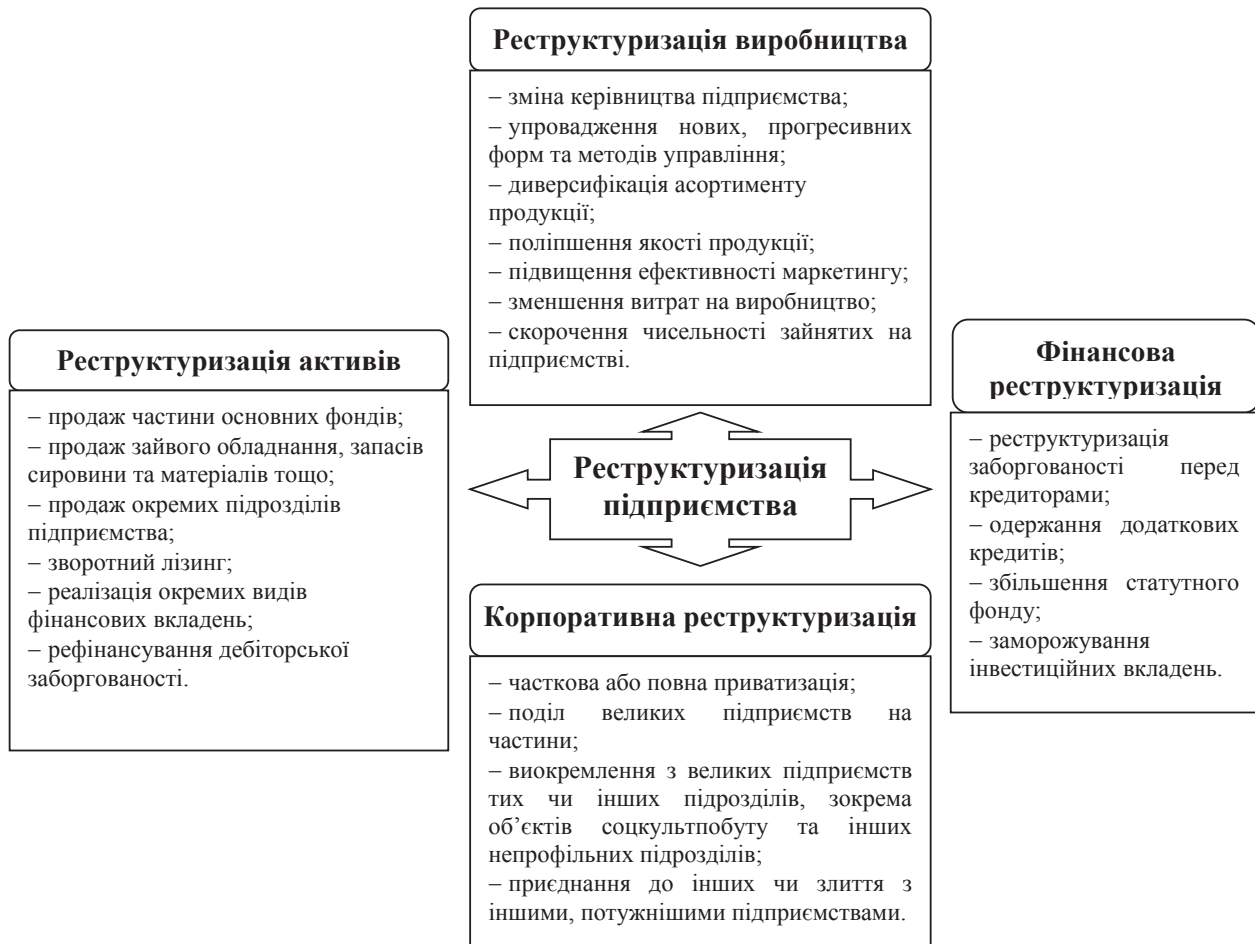 Реструктуризація виробництва
– зміна керівництва підприємства;
– упровадження нових, прогресивних
форм та методів управління;
– диверсифікація асортименту
продукції;
– поліпшення якості продукції;
– підвищення ефективності маркетингу;
– зменшення витрат на виробництво;
– скорочення чисельності зайнятих на
підприємстві.
Реструктуризація активів
– продаж частини основних фондів;
– продаж зайвого обладнання, запасів
сировини та матеріалів тощо;
– продаж окремих підрозділів
підприємства;
– зворотний лізинг;
– реалізація окремих видів
фінансових вкладень;
– рефінансування дебіторської
заборгованості.
Реструктуризація
підприємства
Фінансова
реструктуризація
– реструктуризація
заборгованості перед
кредиторами;
– одержання додаткових
кредитів;
– збільшення статутного
фонду;
– заморожування
інвестиційних вкладень.
Корпоративна реструктуризація
– часткова або повна приватизація;
– поділ великих підприємств на
частини;
– виокремлення з великих підприємств
тих чи інших підрозділів, зокрема
об’єктів соцкультпобуту та інших
непрофільних підрозділів;
– приєднання до інших чи злиття з
іншими, потужнішими підприємствами.